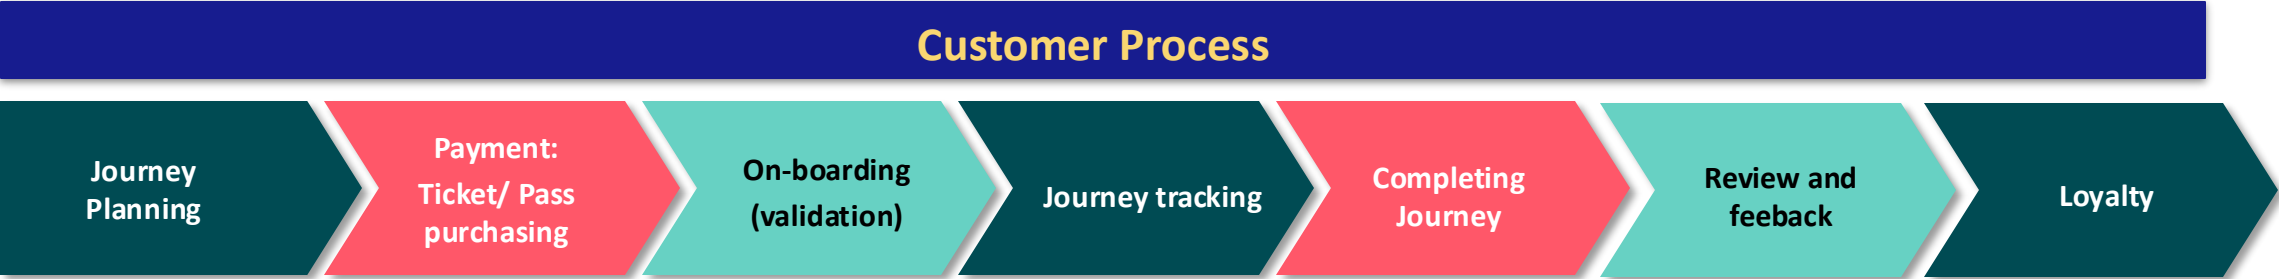 Customer Process
Journey
Planning
Payment:
Ticket/ Pass
purchasing
On-boarding
(validation)
Journey tracking
Completing
Journey
Review and
feeback
Loyalty